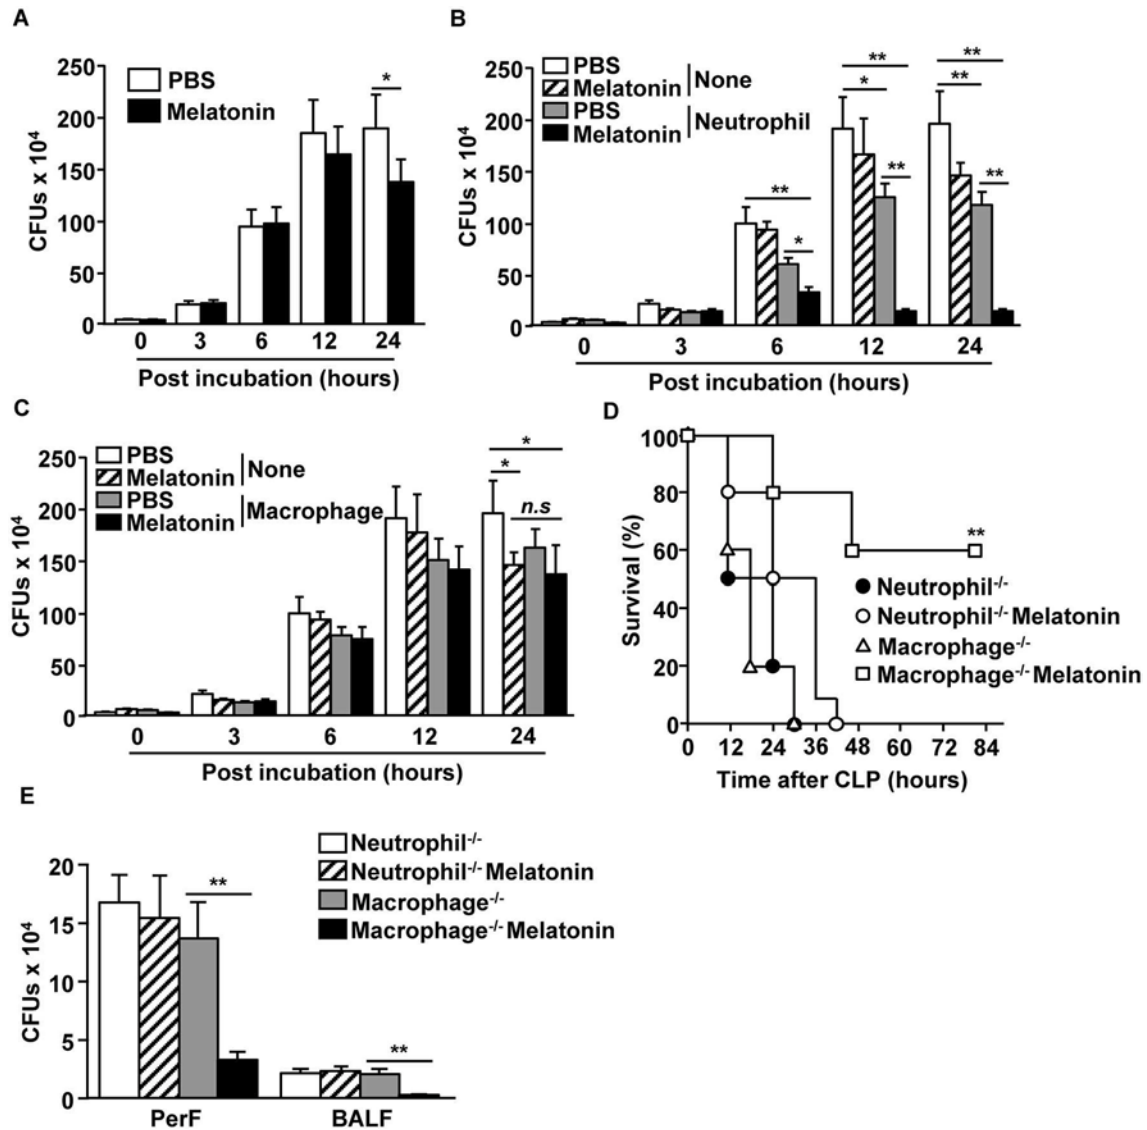 A
CFUs x 10⁴
250
200
150
100
50
0
PBS
Melatonin
*
0 3 6 12 24
Post incubation (hours)
B
CFUs x 10⁴
250
200
150
100
50
0
PBS
Melatonin
None
PBS
Melatonin
Neutrophil
**
*
**
*
**
**
**
**
0 3 6 12 24
Post incubation (hours)
C
CFUs x 10⁴
250
200
150
100
50
0
PBS
Melatonin
None
PBS
Melatonin
Macrophage
*
*
n.s
0 3 6 12 24
Post incubation (hours)
D
Survival (%)
100
80
60
40
20
0
**
Neutrophil⁻/⁻
Neutrophil⁻/⁻ Melatonin
Macrophage⁻/⁻
Macrophage⁻/⁻ Melatonin
0 12 24 36 48 60 72 84
Time after CLP (hours)
E
CFUs x 10⁴
20
15
10
5
0
Neutrophil⁻/⁻
Neutrophil⁻/⁻ Melatonin
Macrophage⁻/⁻
Macrophage⁻/⁻ Melatonin
**
**
PerF BALF